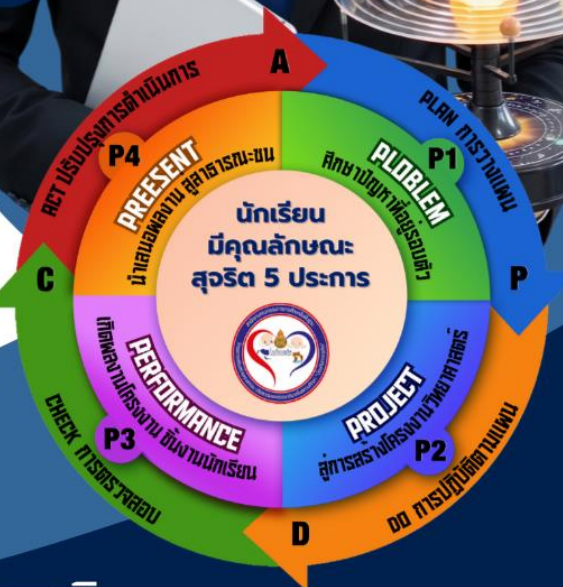 A
PLAN การวางแผน
P
DO การปฏิบัติตามแผน
D
CHECK การตรวจสอบ
C
ACT ปรับปรุงการดำเนินการ
P1
PLOBLEM
ศึกษาปัญหาที่อยู่รอบตัว
PROJECT
สู่การสร้างโครงงานวิทยาศาสตร์
P2
PERFORMANCE
เกิดผลงานโครงงาน ชิ้นงานนักเรียน
P3
P4
PREESENT
นำเสนอผลงาน สู่สาธารณะชน
นักเรียน
มีคุณลักษณะ
สุจริต 5 ประการ